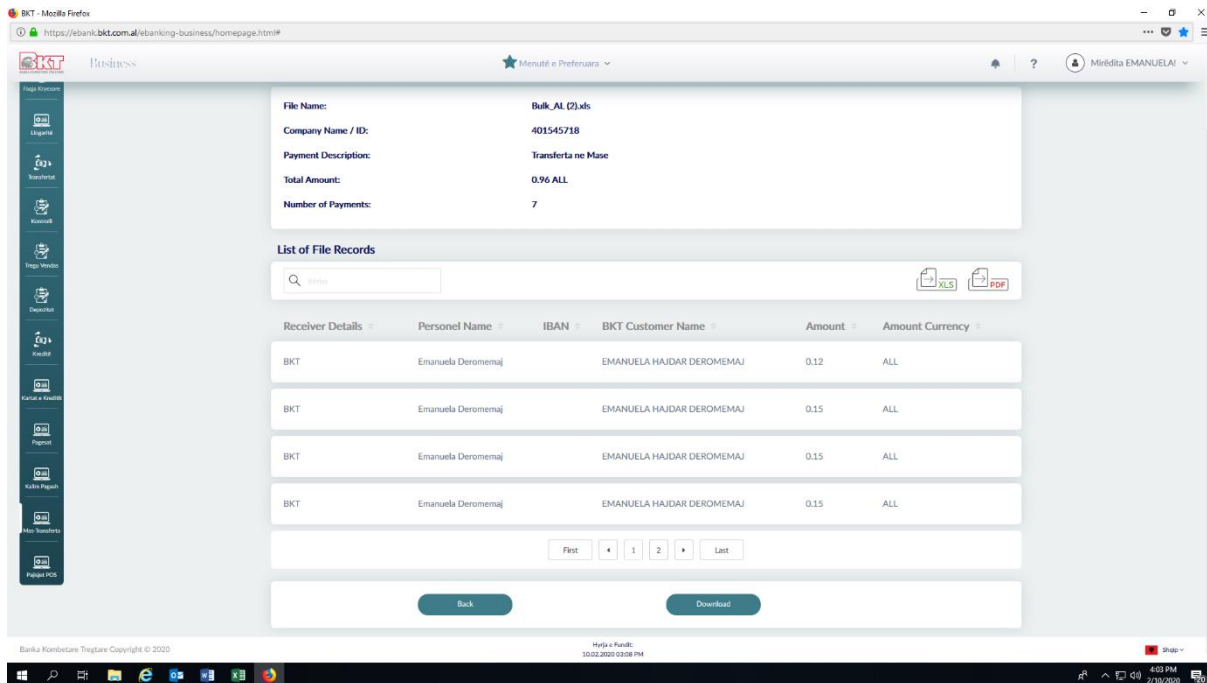 BKT - Mozilla Firefox
https://ebank.bkt.com.al/ebanking-business/homepage.html#
BKT
BANKA KOMBETARE TREGTARE
Business
Menutë e Preferuara
?
Mirëdita EMANUELA!
Faqja Kryesore
Llogaritë
Transfertat
Këmbimi
Tregu Vendas
Depozitat
Kreditë
Kartat e Kreditit
Pagesat
Kalim Pagash
Mas-Transferta
Pajisjet POS
File Name: Bulk_AL (2).xls
Company Name / ID: 401545718
Payment Description: Transferta ne Mase
Total Amount: 0.96 ALL
Number of Payments: 7
List of File Records
XLS PDF
Receiver Details Personel Name IBAN BKT Customer Name Amount Amount Currency
BKT Emanuela Deromemaj EMANUELA HAJDAR DEROMEMAJ 0.12 ALL
BKT Emanuela Deromemaj EMANUELA HAJDAR DEROMEMAJ 0.15 ALL
BKT Emanuela Deromemaj EMANUELA HAJDAR DEROMEMAJ 0.15 ALL
BKT Emanuela Deromemaj EMANUELA HAJDAR DEROMEMAJ 0.15 ALL
First 1 2 Last
Back Download
Banka Kombetare Tregtare Copyright © 2020
Hyrja e Fundit:
10.02.2020 03:08 PM
Shqip
4:03 PM
2/10/2020